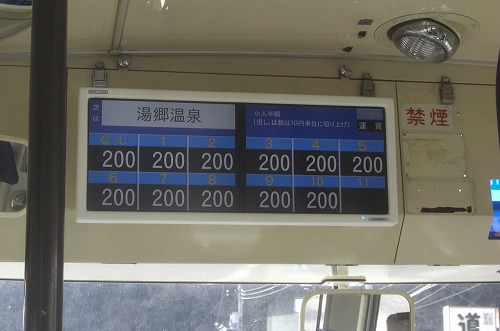 次は 湯郷温泉
小人半額
(但し、は数は10円単位に切り上げ)
運賃
なし 1 2 3 4 5
200 200 200 200 200 200
6 7 8 9 10 11
200 200 200 200 200
禁煙
道